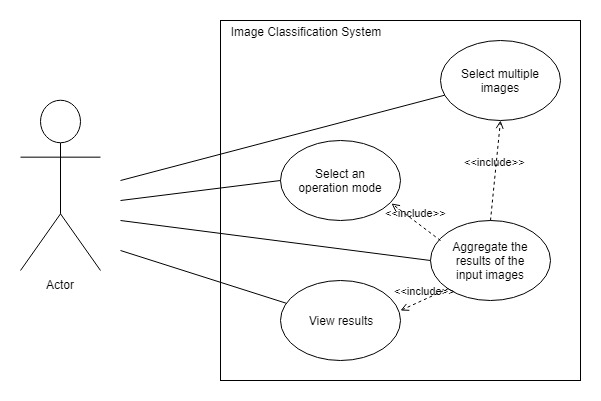 Image Classification System
Select multiple
images
<<include>>
Select an
operation mode
<<include>>
Aggregate the
results of the
input images
Actor
<<include>>
View results